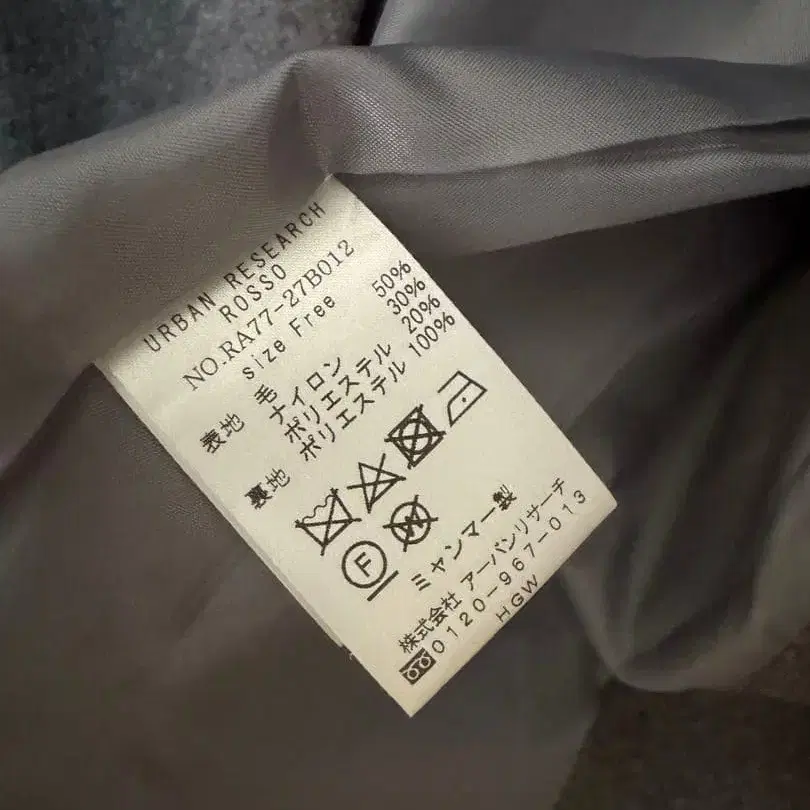 URBAN RESEARCH
ROSSO
NO.RA77-27B012
size Free
表地 毛 50%
ナイロン 30%
ポリエステル 20%
裏地 ポリエステル 100%
F
W
ミャンマー製
株式会社 アーバンリサーチ
0120-967-013
HGW